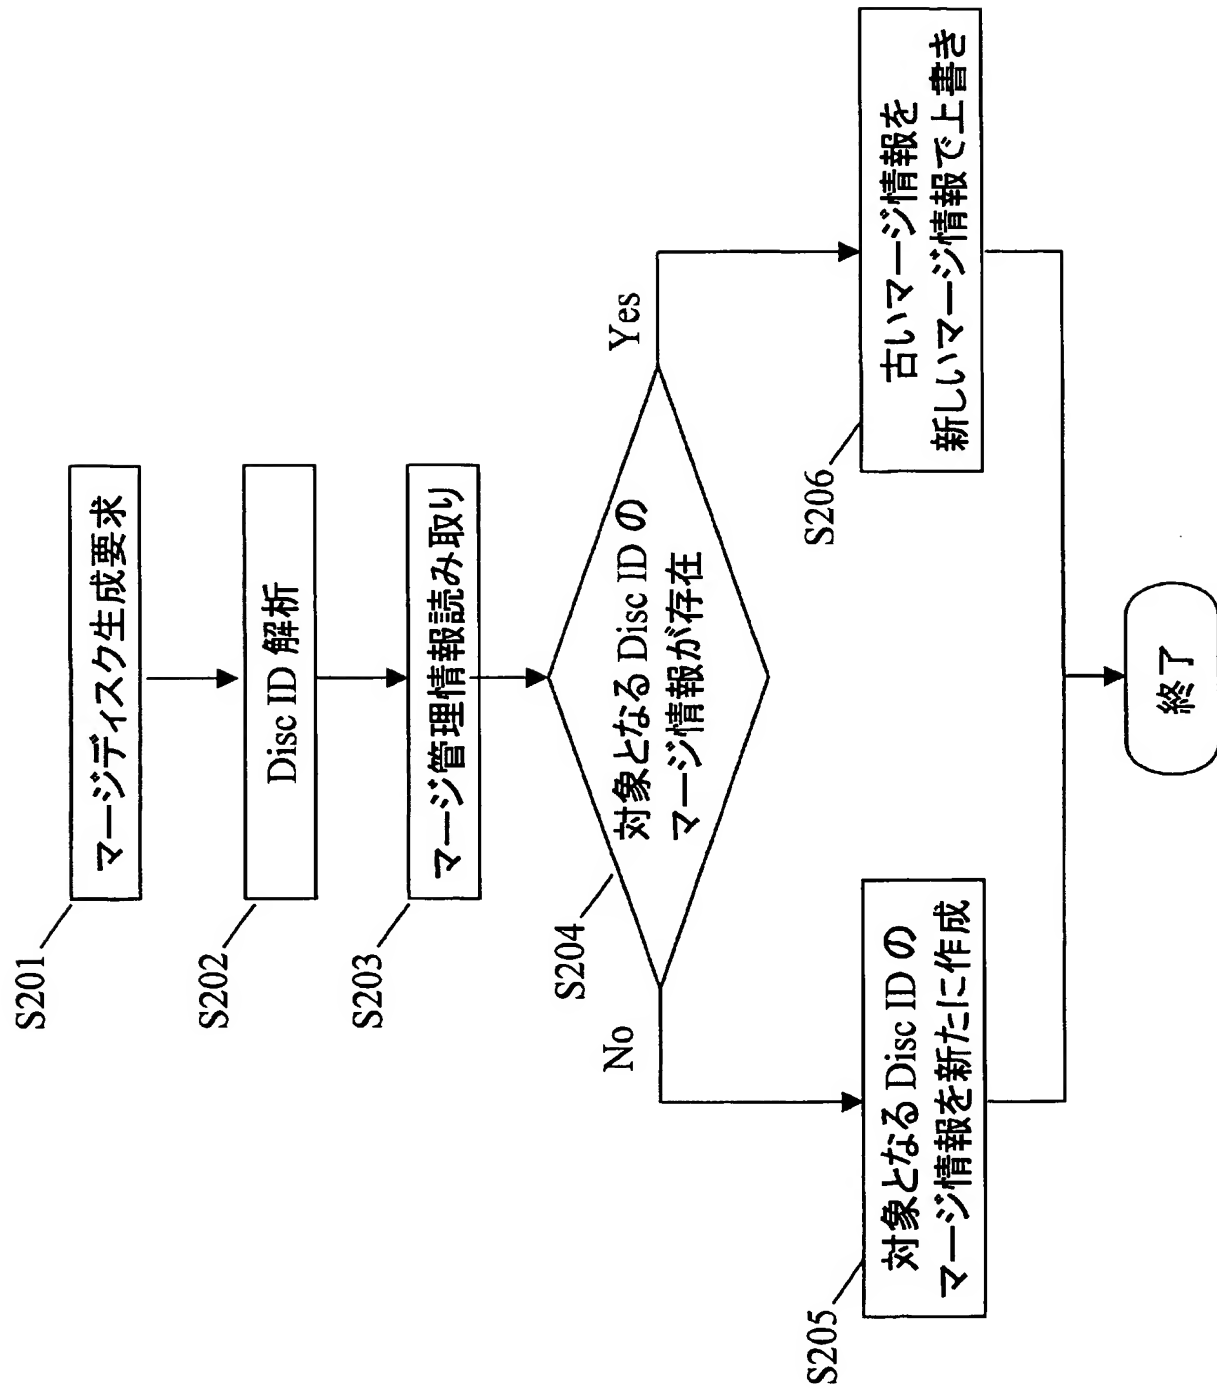 S201
マージディスク生成要求
S202
Disc ID 解析
S203
マージ管理情報読み取り
S204
対象となる Disc ID の
マージ情報が存在
No
Yes
S205
対象となる Disc ID の
マージ情報を新たに作成
S206
古いマージ情報を
新しいマージ情報で上書き
終了